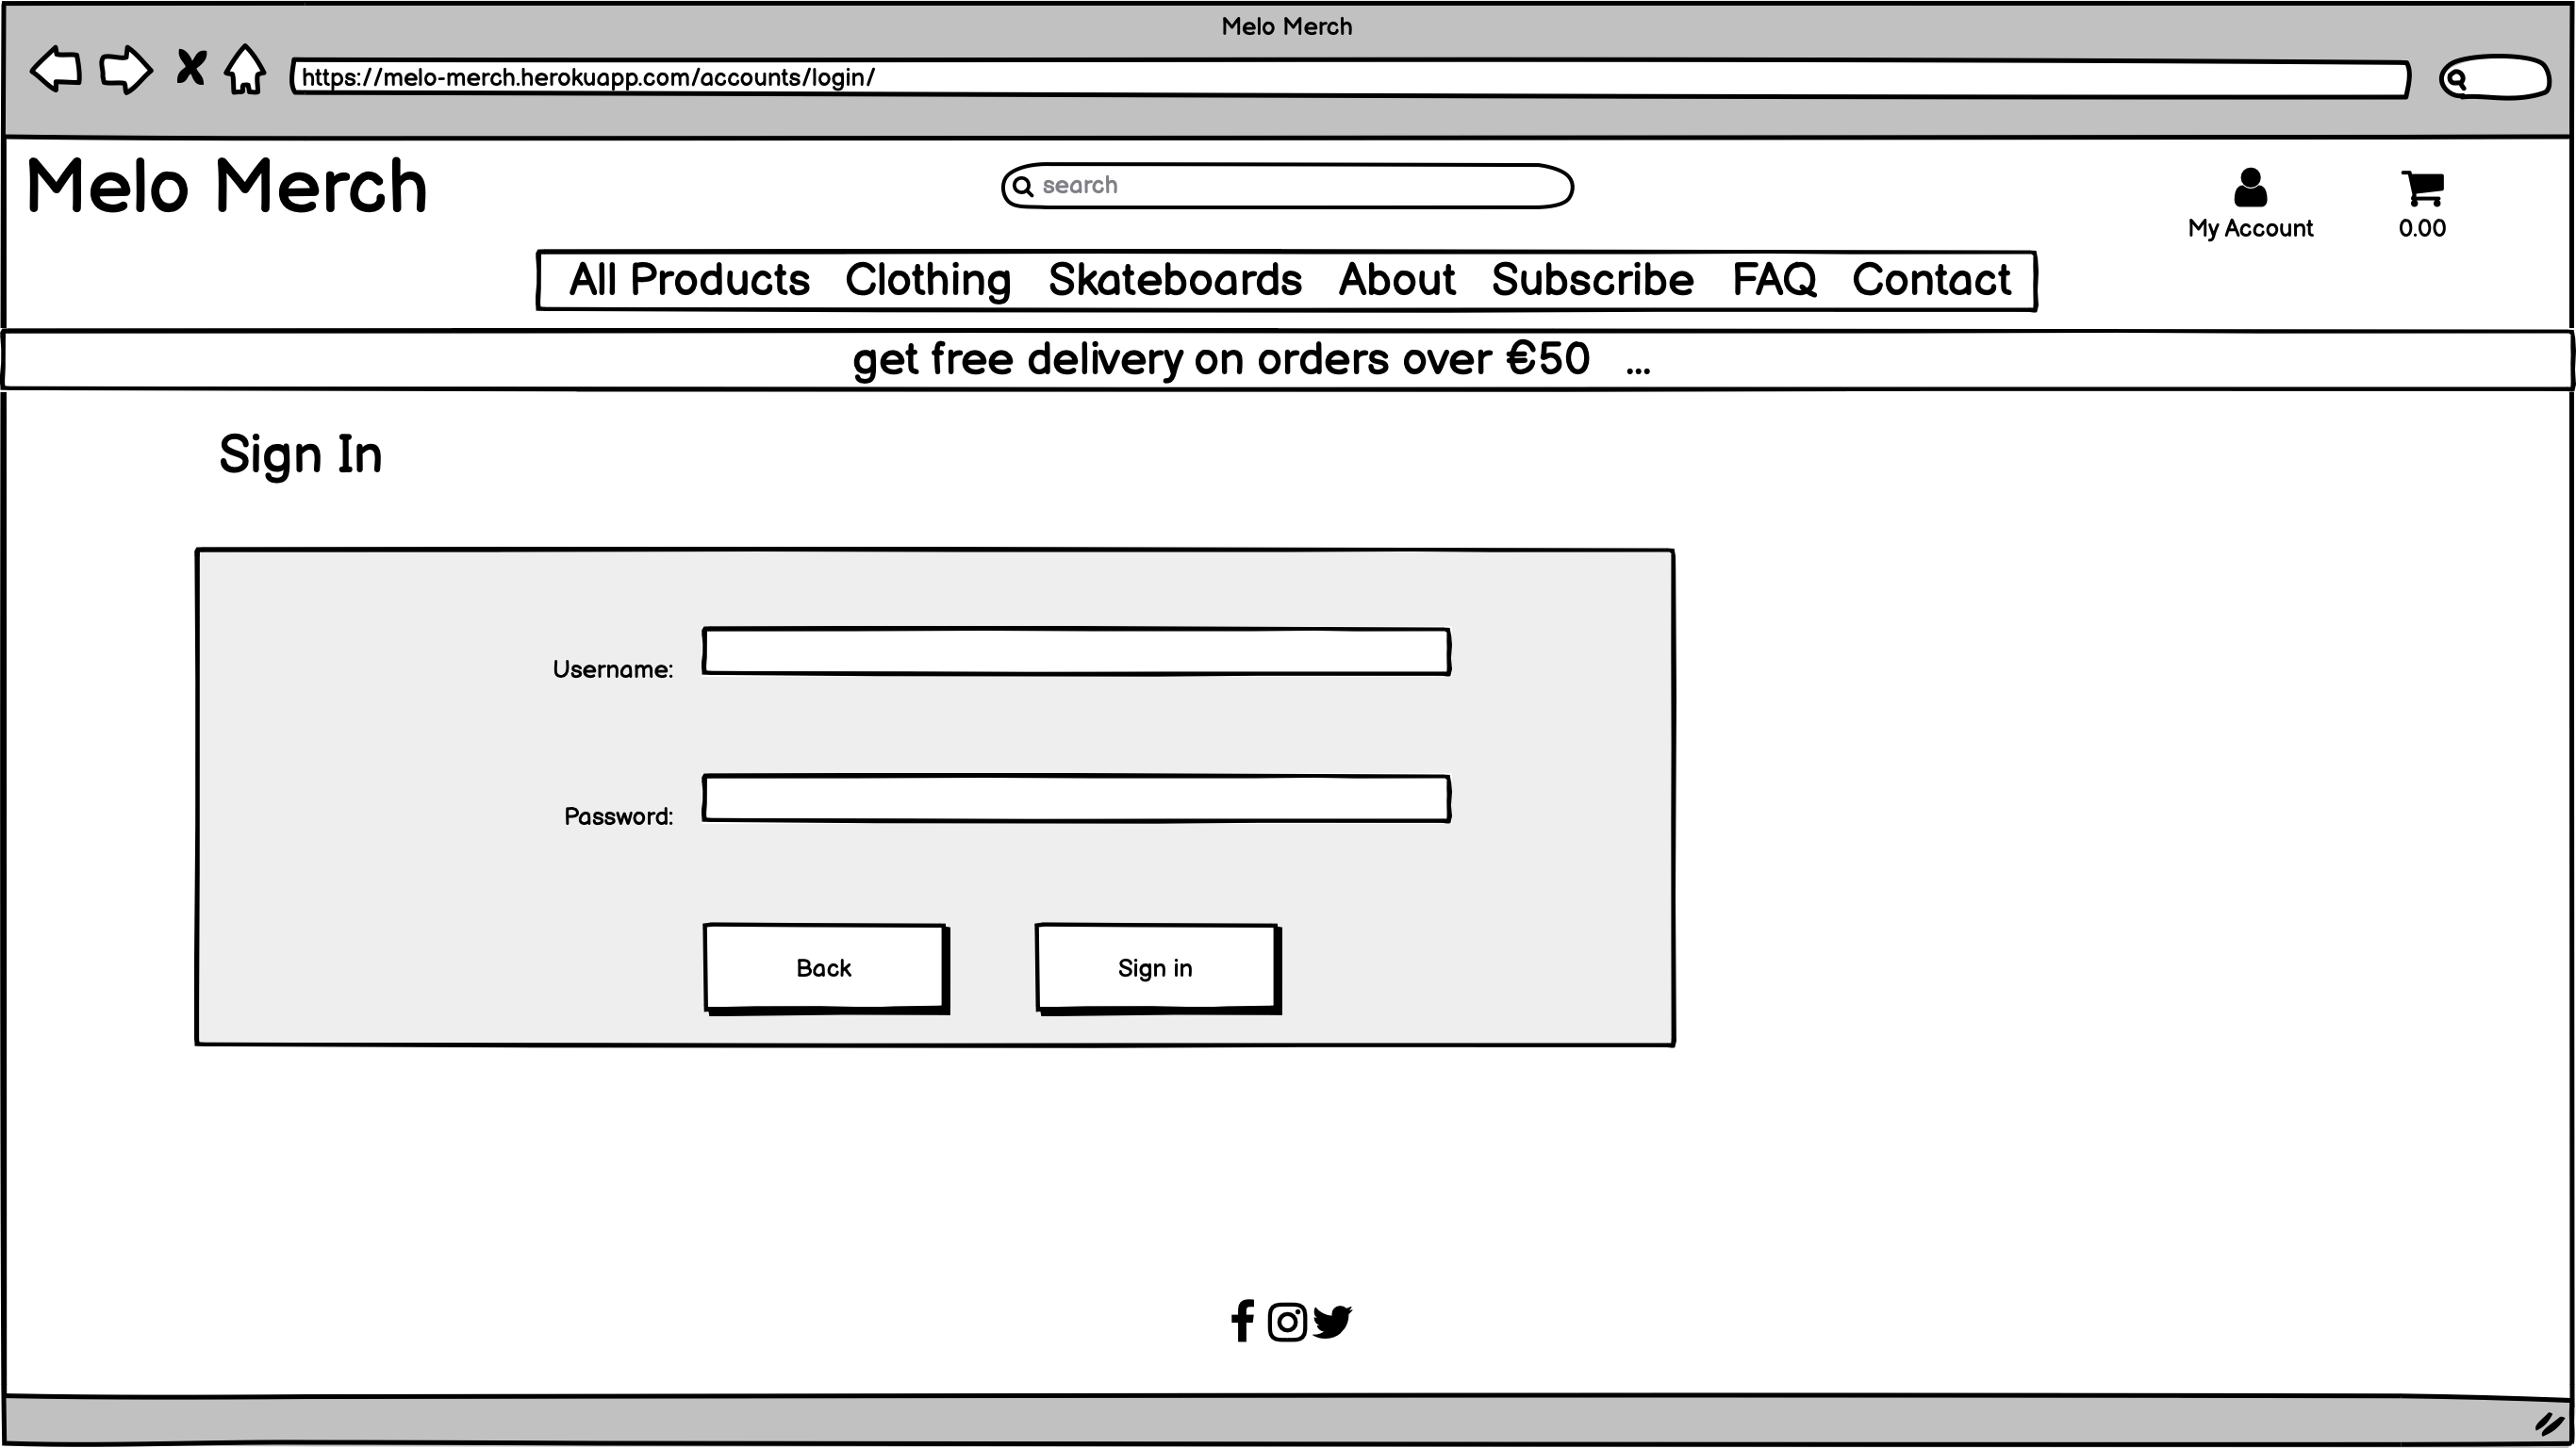 Melo Merch
https://melo-merch.herokuapp.com/accounts/login/
Melo Merch
search
My Account
0.00
All Products Clothing Skateboards About Subscribe FAQ Contact
get free delivery on orders over €50 ...
Sign In
Username:
Password:
Back
Sign in